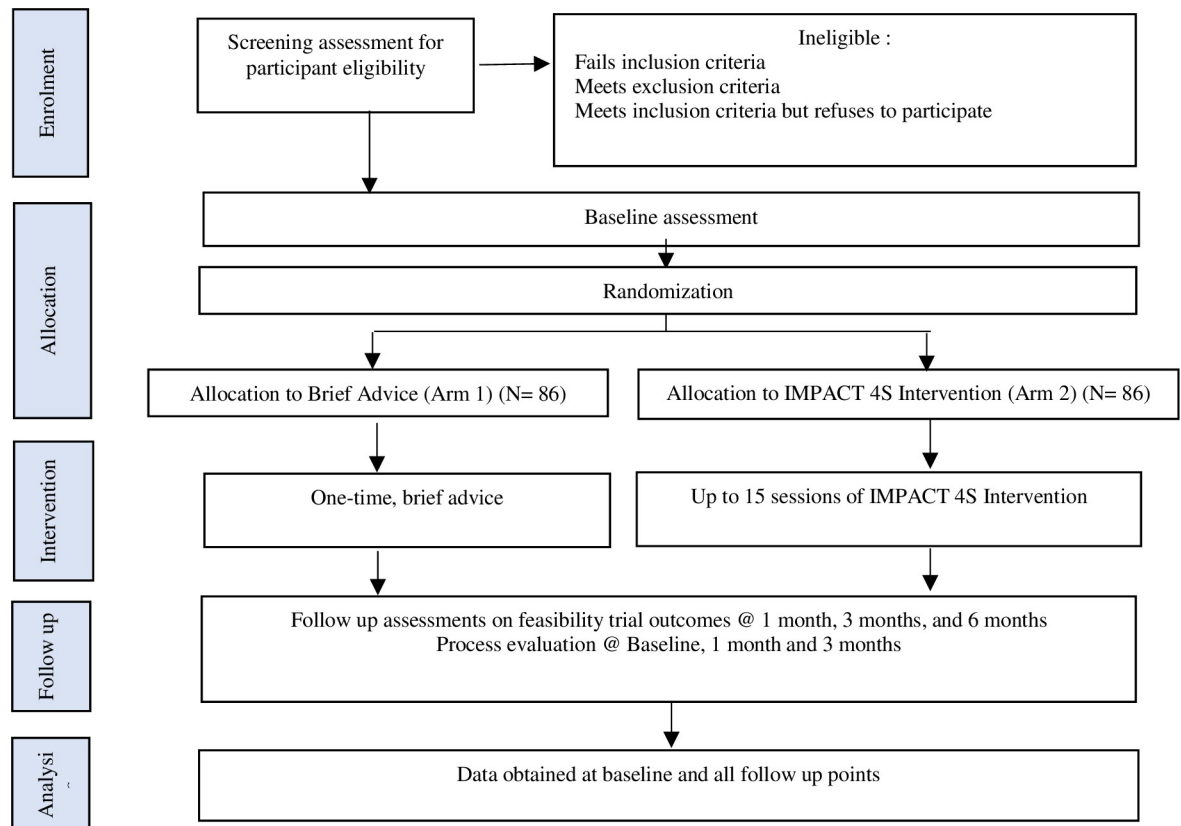 Enrolment
Screening assessment for
participant eligibility
Ineligible :
Fails inclusion criteria
Meets exclusion criteria
Meets inclusion criteria but refuses to participate
Allocation
Baseline assessment
Randomization
Allocation to Brief Advice (Arm 1) (N= 86)
Allocation to IMPACT 4S Intervention (Arm 2) (N= 86)
Intervention
One-time, brief advice
Up to 15 sessions of IMPACT 4S Intervention
Follow up
Follow up assessments on feasibility trial outcomes @ 1 month, 3 months, and 6 months
Process evaluation @ Baseline, 1 month and 3 months
Analysi
Data obtained at baseline and all follow up points